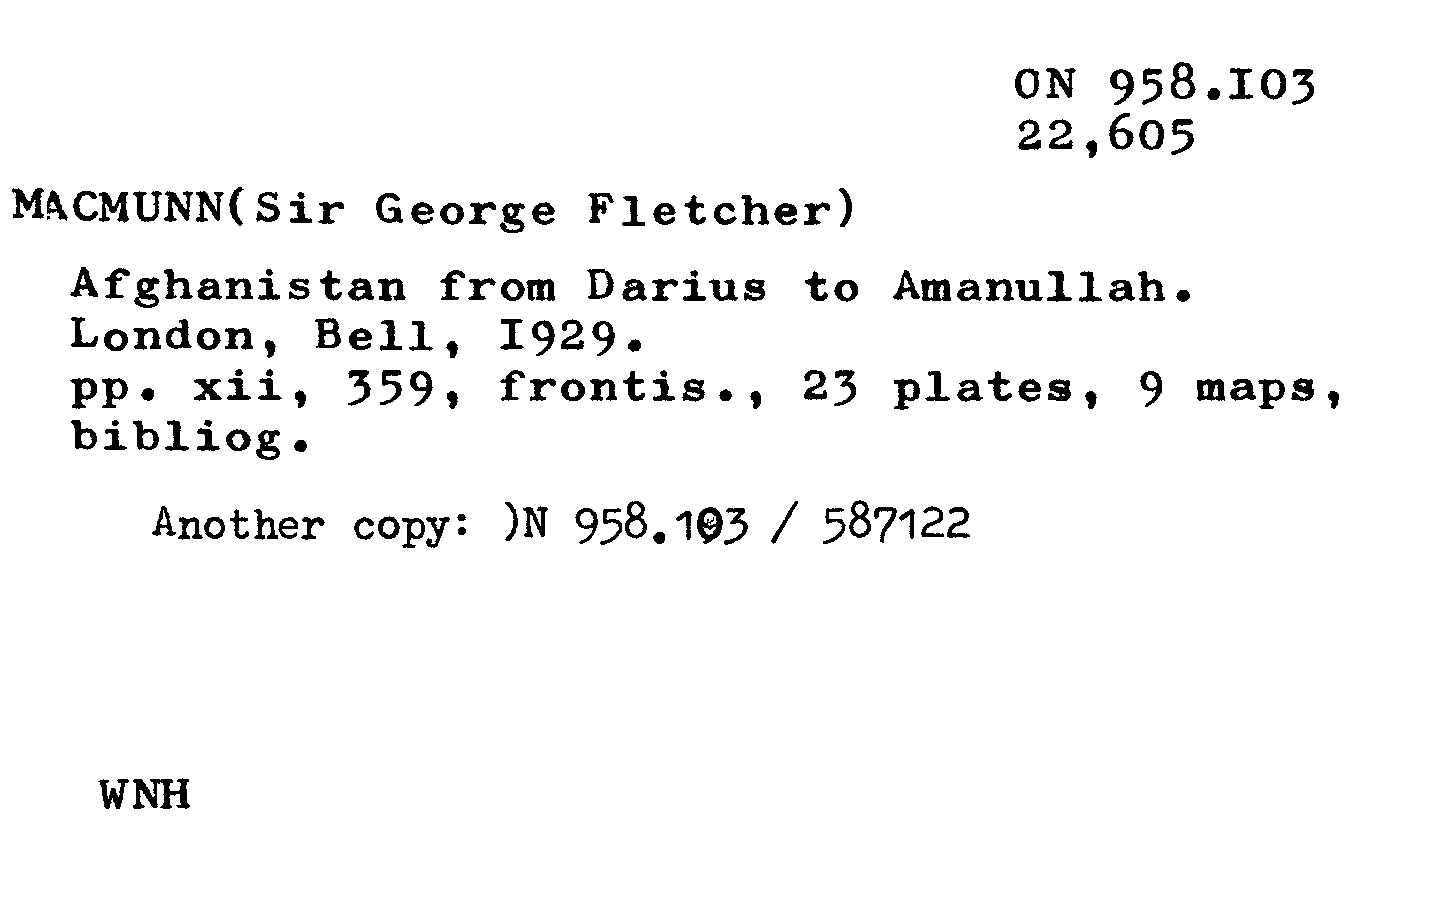 ON 958.I03
22,605
MACMUNN(Sir George Fletcher)
Afghanistan from Darius to Amanullah.
London, Bell, I929.
pp. xii, 359, frontis., 23 plates, 9 maps,
bibliog.
Another copy: )N 958.103 / 587122
WNH